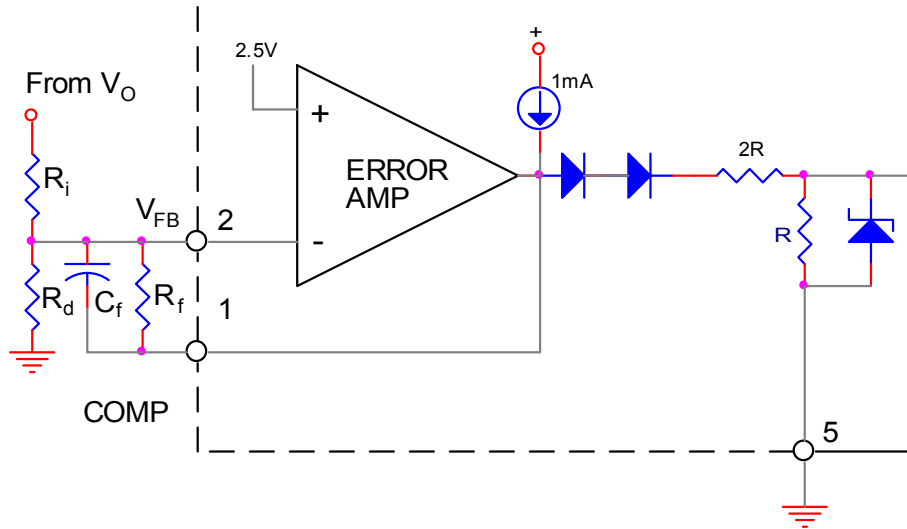 2.5V
+
1mA
From VO
+
ERROR
AMP
2R
Ri
VFB
2
-
R
Rd
Cf
Rf
1
COMP
5